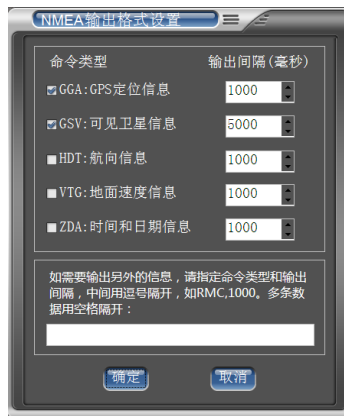 NMEA输出格式设置
命令类型 输出间隔(毫秒)
GGA:GPS定位信息 1000
GSV:可见卫星信息 5000
HDT:航向信息 1000
VTG:地面速度信息 1000
ZDA:时间和日期信息 1000
如需要输出另外的信息，请指定命令类型和输出
间隔，中间用逗号隔开，如RMC,1000。多条数
据用空格隔开：
确定 取消